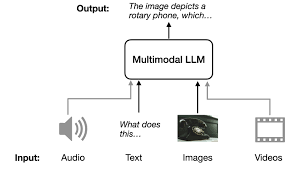 Output:
The image depicts a
rotary phone, which…
Multimodal LLM
What does
this…
Input:
Audio
Text
Images
Videos